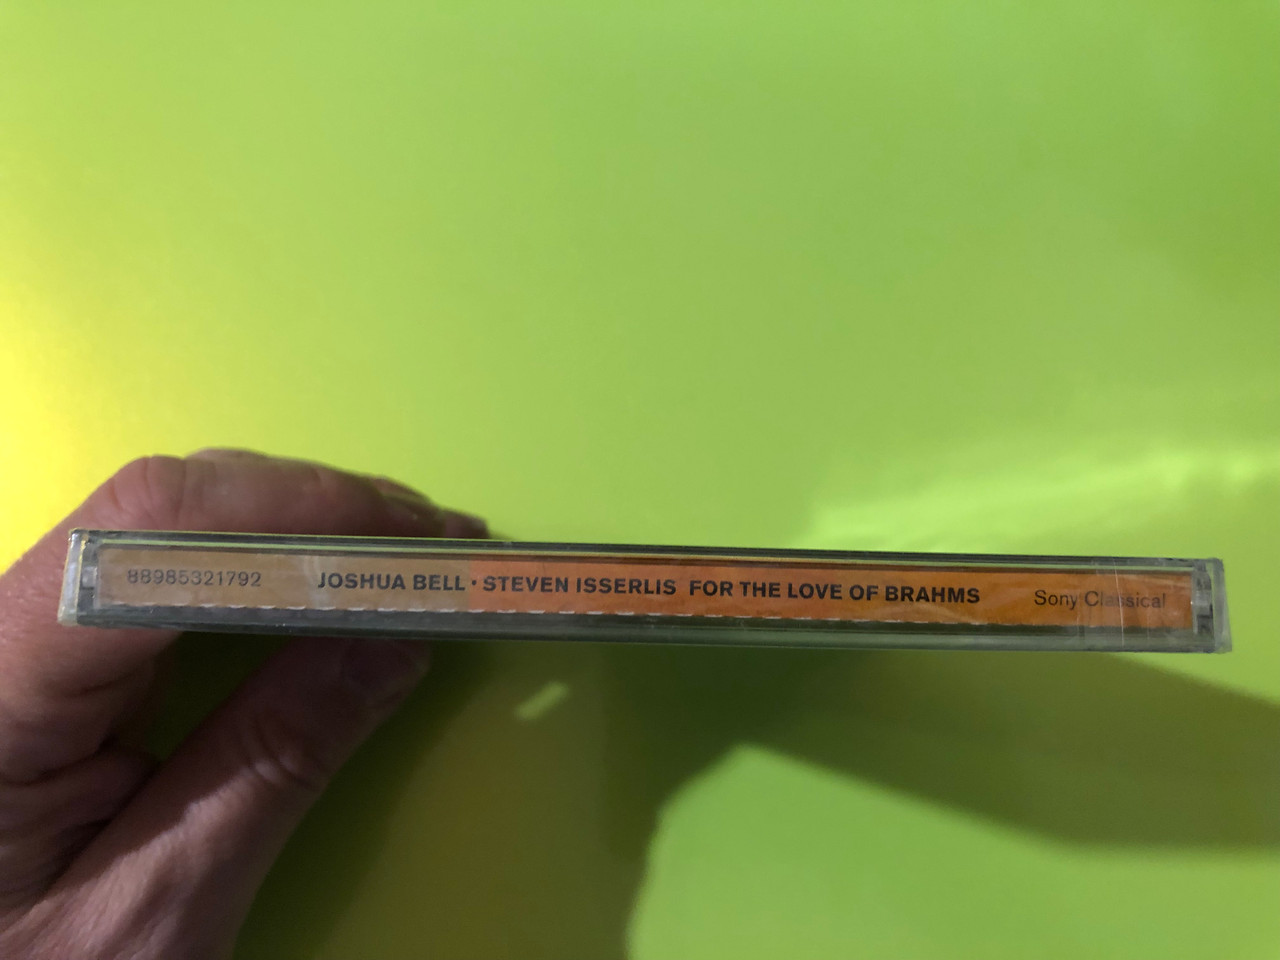 88985321792 JOSHUA BELL · STEVEN ISSERLIS FOR THE LOVE OF BRAHMS Sony Classical